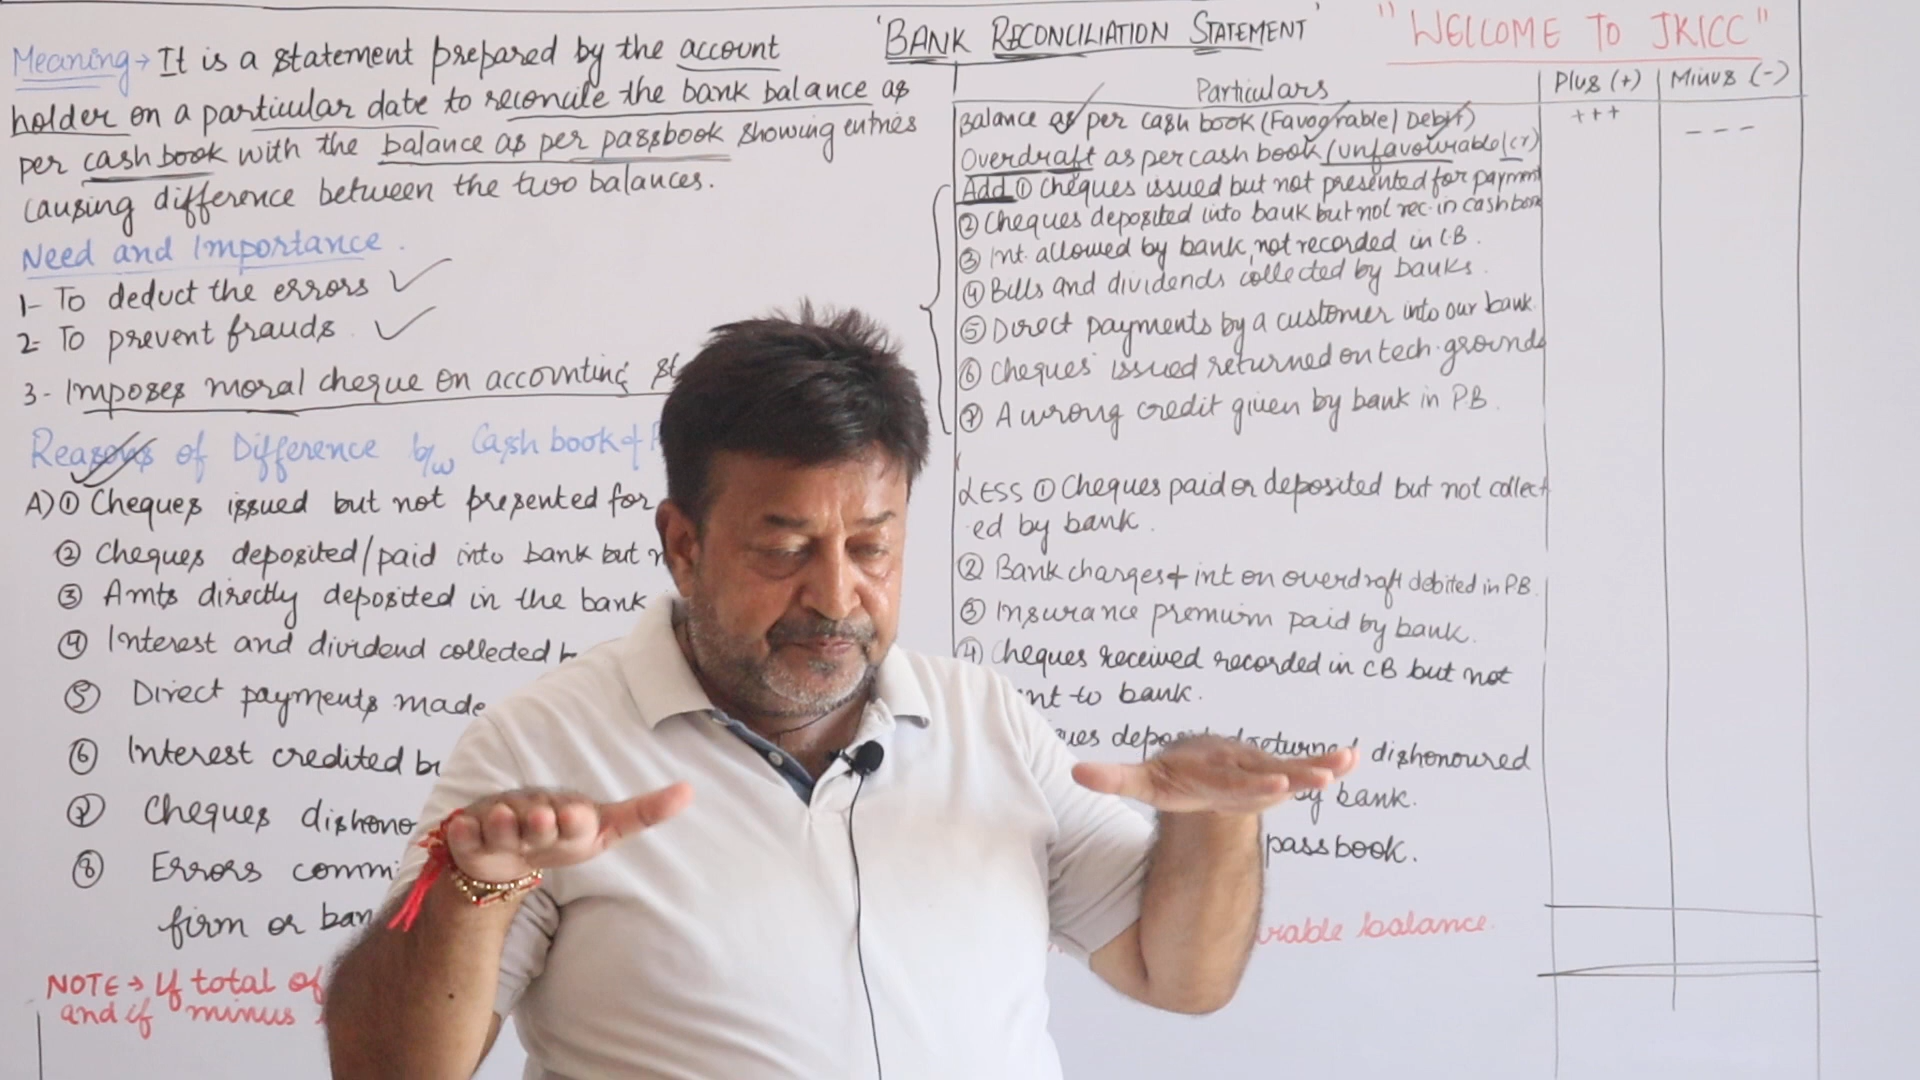 'BANK RECONCILIATION STATEMENT'
"WELCOME TO JKICC"
Meaning → It is a statement prepared by the account
holder on a particular date to reconcile the bank balance as
per cash book with the balance as per passbook showing entries
causing difference between the two balances.
Need and Importance.
1- To deduct the errors
2- To prevent frauds.
3- Imposes moral cheque on accounting
Reasons of Difference b/w Cash book &
A) ① Cheques issued but not presented for
② Cheques deposited/paid into bank but
③ Amts directly deposited in the bank
④ Interest and dividend collected
⑤ Direct payments made
⑥ Interest credited
⑦ Cheques
⑧ Errors
firm or
NOTE → If total of
and if minus
Particulars Plus (+) Minus (-)
Balance as per cash book (Favourable/Debit) +++
Overdraft as per cash book (unfavourable/cr) ---
Add ① Cheques issued but not presented for payment
② Cheques deposited into bank but not rec. in cash book
③ Int. allowed by bank, not recorded in CB.
④ Bills and dividends collected by banks.
⑤ Direct payments by a customer into our bank.
⑥ Cheques issued returned on tech. grounds
⑦ A wrong credit given by bank in P.B.
LESS ① Cheques paid or deposited but not collect
ed by bank.
② Bank charges & int on overdraft debited in PB.
③ Insurance premium paid by bank.
④ Cheques received recorded in CB but not
to bank.
dishonoured
by bank.
passbook.
balance.